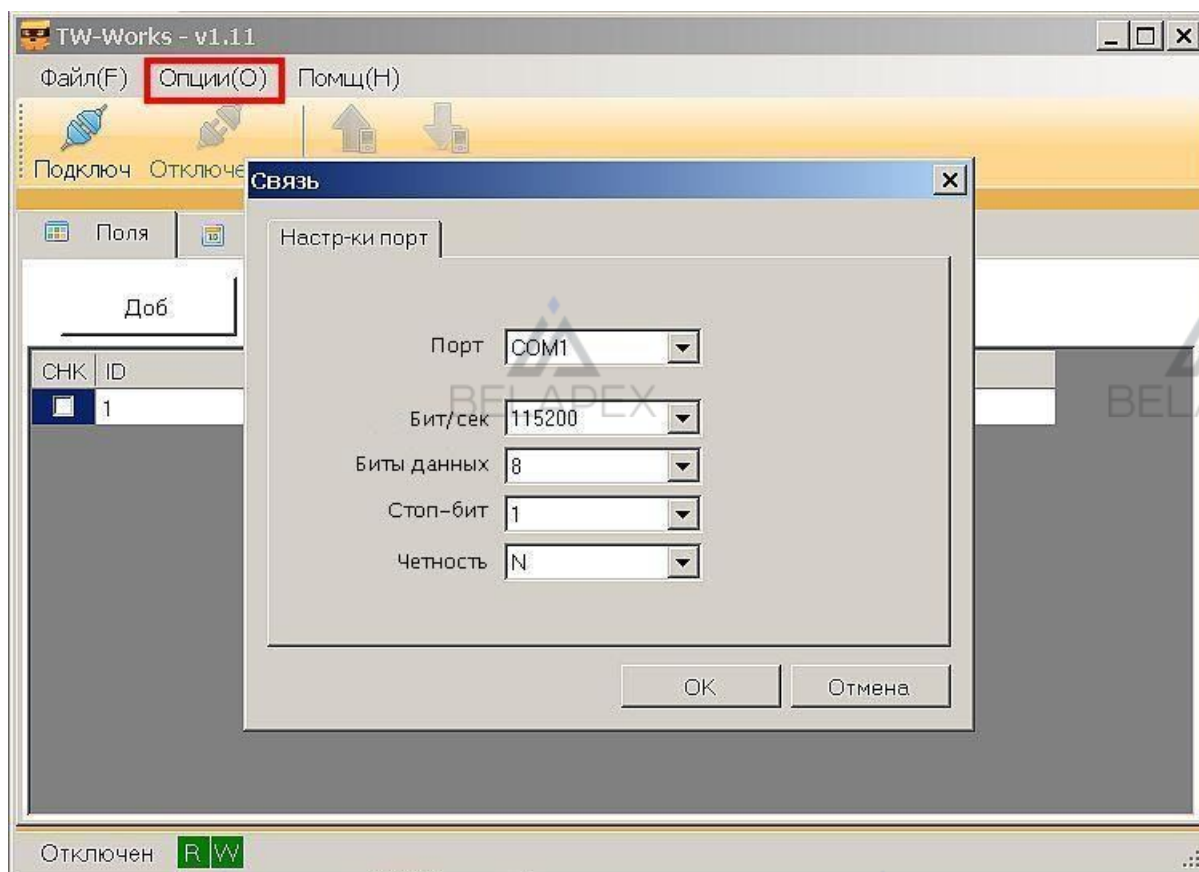 TW-Works - v1.11
Файл(F) Опции(О) Помщ(Н)
Подключ Отключе
Связь
Поля
Настр-ки порт
Доб
Порт COM1
CHK ID
1
BELAPEX
BELA
Бит/сек 115200
Биты данных 8
Стоп-бит 1
Четность N
OK Отмена
Отключен R W